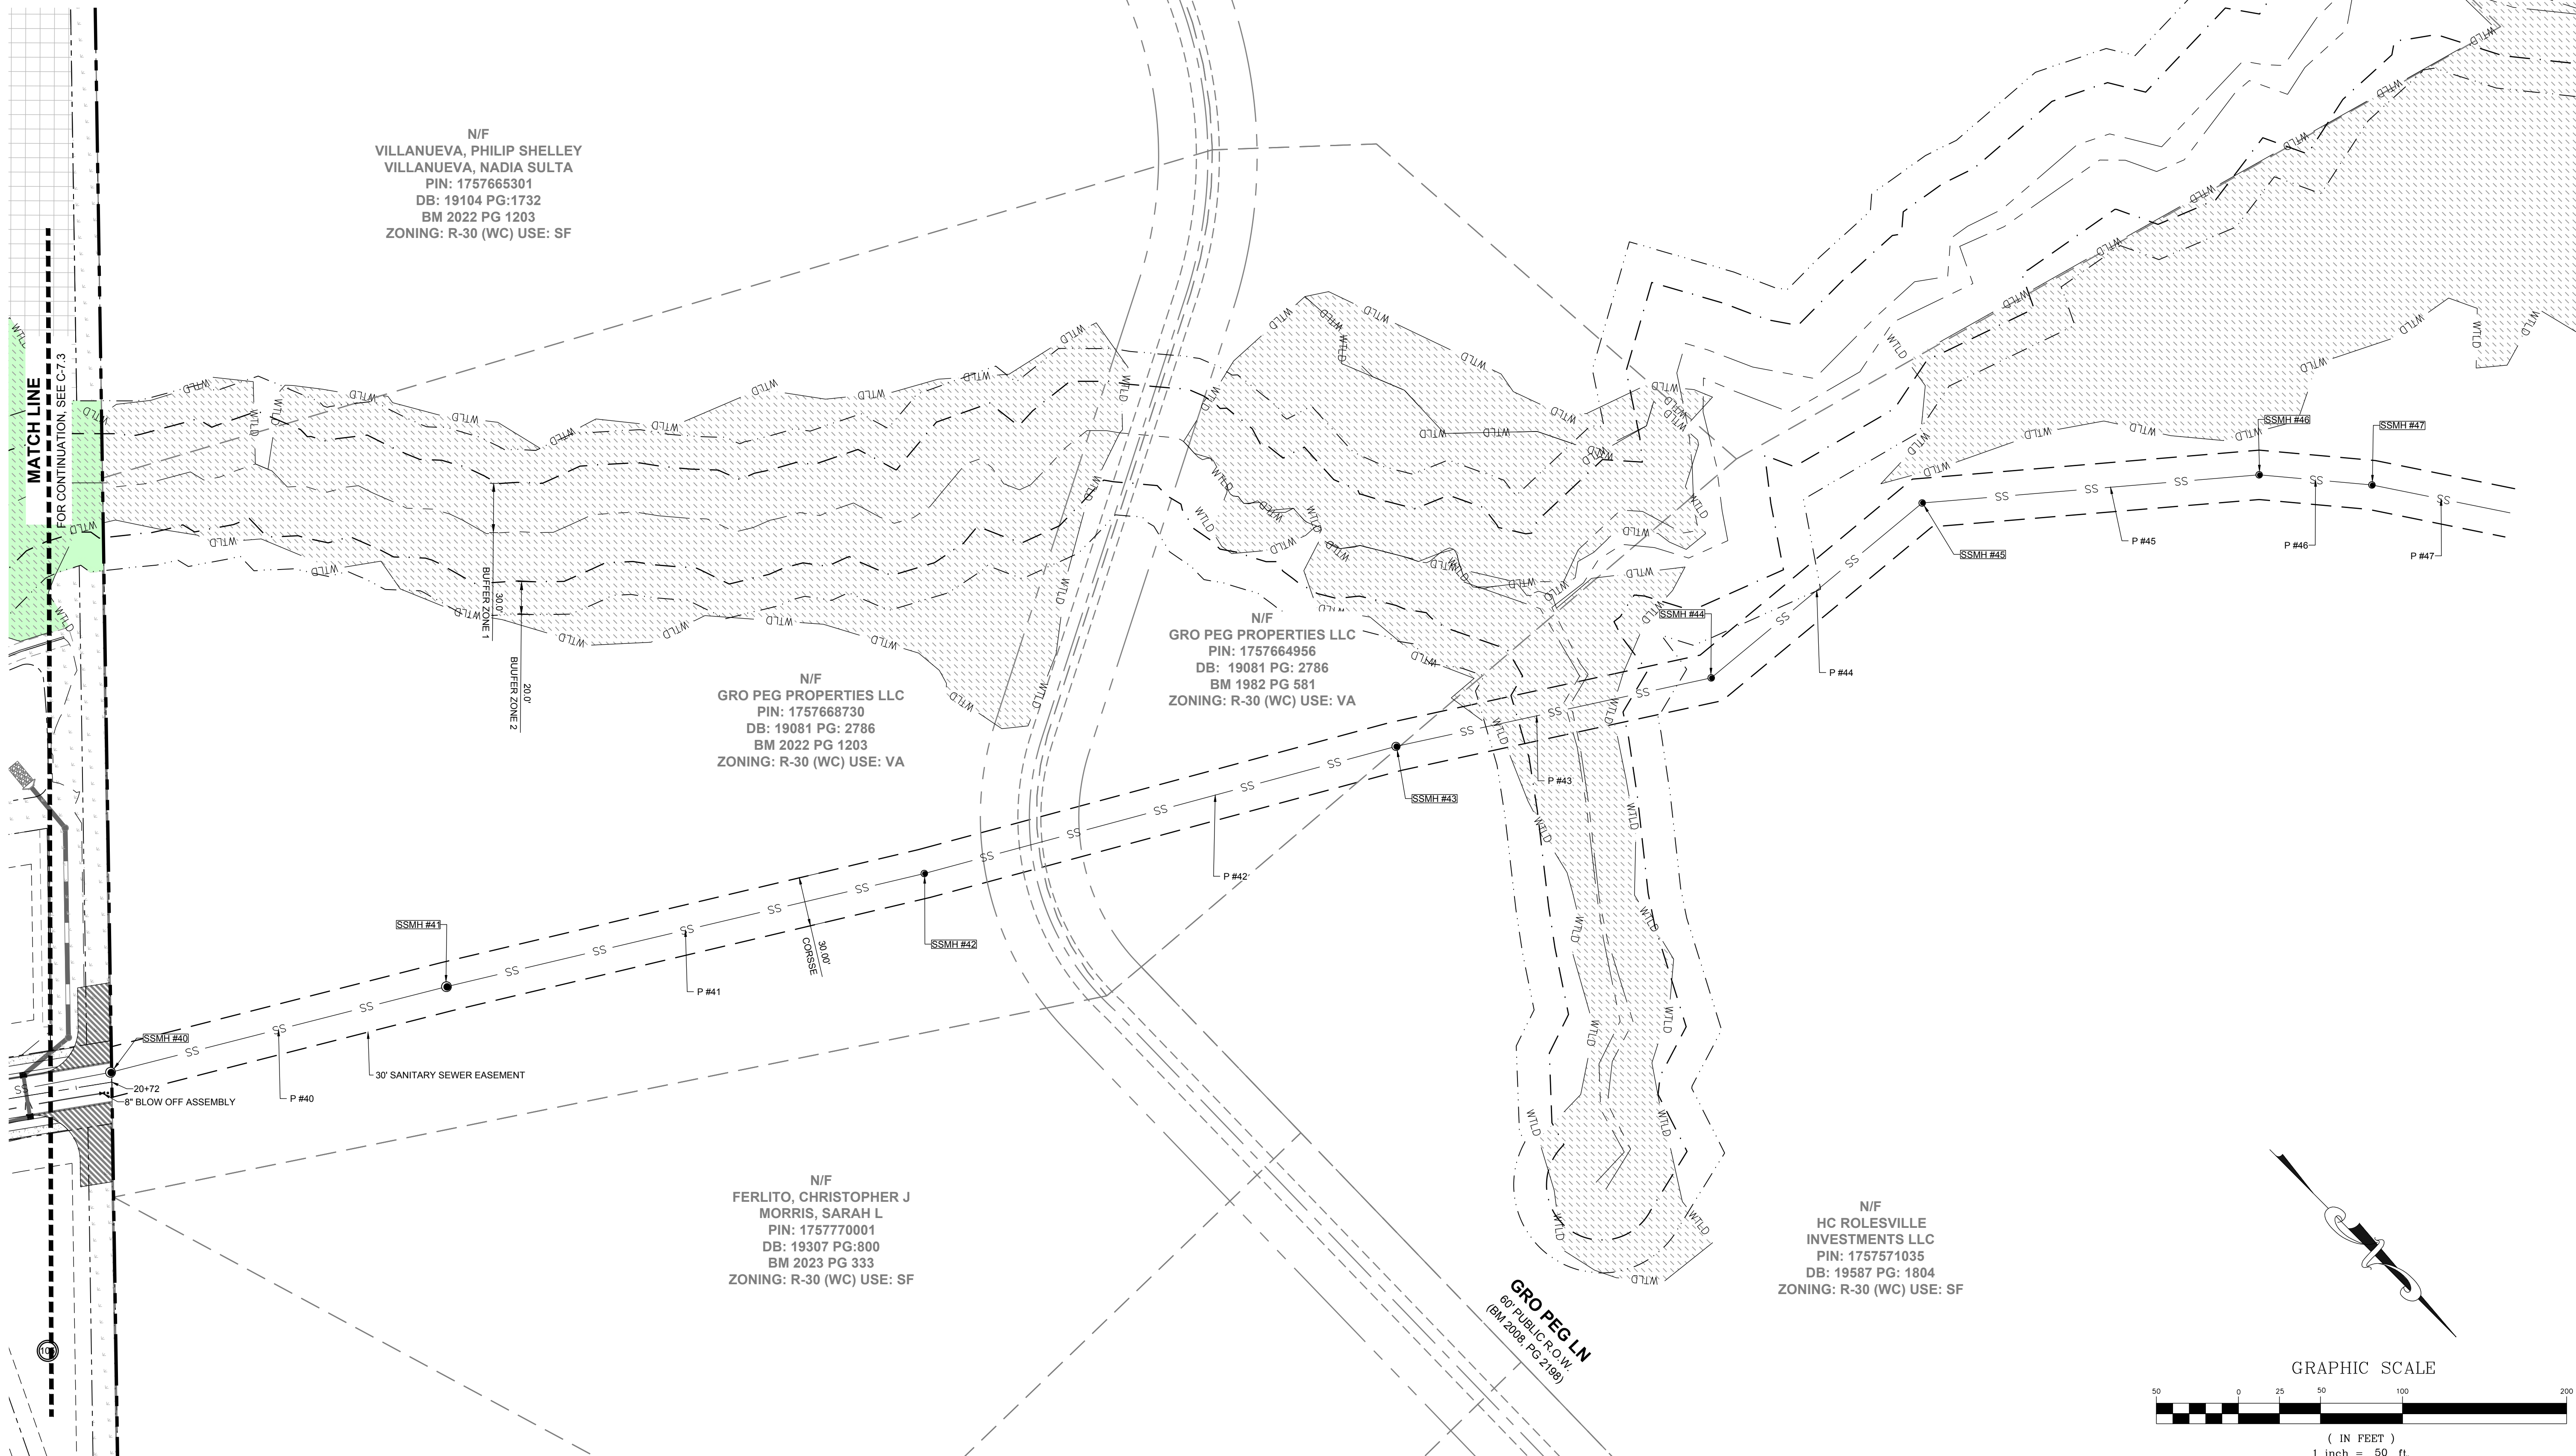 N/F
VILLANUEVA, PHILIP SHELLEY
VILLANUEVA, NADIA SULTA
PIN: 1757665301
DB: 19104 PG:1732
BM 2022 PG 1203
ZONING: R-30 (WC) USE: SF
MATCH LINE
FOR CONTINUATION, SEE C-7.3
30.0'
BUFFER ZONE 1
20.0'
BUUFER ZONE 2
N/F
GRO PEG PROPERTIES LLC
PIN: 1757668730
DB: 19081 PG: 2786
BM 2022 PG 1203
ZONING: R-30 (WC) USE: VA
N/F
GRO PEG PROPERTIES LLC
PIN: 1757664956
DB: 19081 PG: 2786
BM 1982 PG 581
ZONING: R-30 (WC) USE: VA
WTLD
SS
SSMH #46
SSMH #47
P #45
P #46
P #47
SSMH #45
SSMH #44
P #44
SSMH #43
P #43
P #42
SSMH #42
30.00'
CORSSE
SSMH #41
P #41
SSMH #40
P #40
30' SANITARY SEWER EASEMENT
20+72
8" BLOW OFF ASSEMBLY
N/F
FERLITO, CHRISTOPHER J
MORRIS, SARAH L
PIN: 1757770001
DB: 19307 PG:800
BM 2023 PG 333
ZONING: R-30 (WC) USE: SF
N/F
HC ROLESVILLE
INVESTMENTS LLC
PIN: 1757571035
DB: 19587 PG: 1804
ZONING: R-30 (WC) USE: SF
GRO PEG LN
60' PUBLIC R.O.W.
(BM 2008, PG 2198)
GRAPHIC SCALE
50 0 25 50 100 200
( IN FEET )
1 inch = 50 ft.